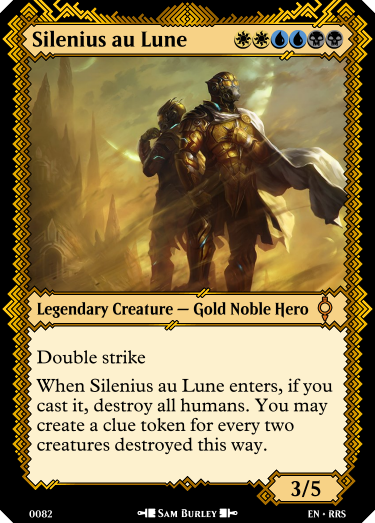 Silenius au Lune
Legendary Creature — Gold Noble Hero
Double strike
When Silenius au Lune enters, if you
cast it, destroy all humans. You may
create a clue token for every two
creatures destroyed this way.
3/5
0082
Sam Burley
EN • RRS